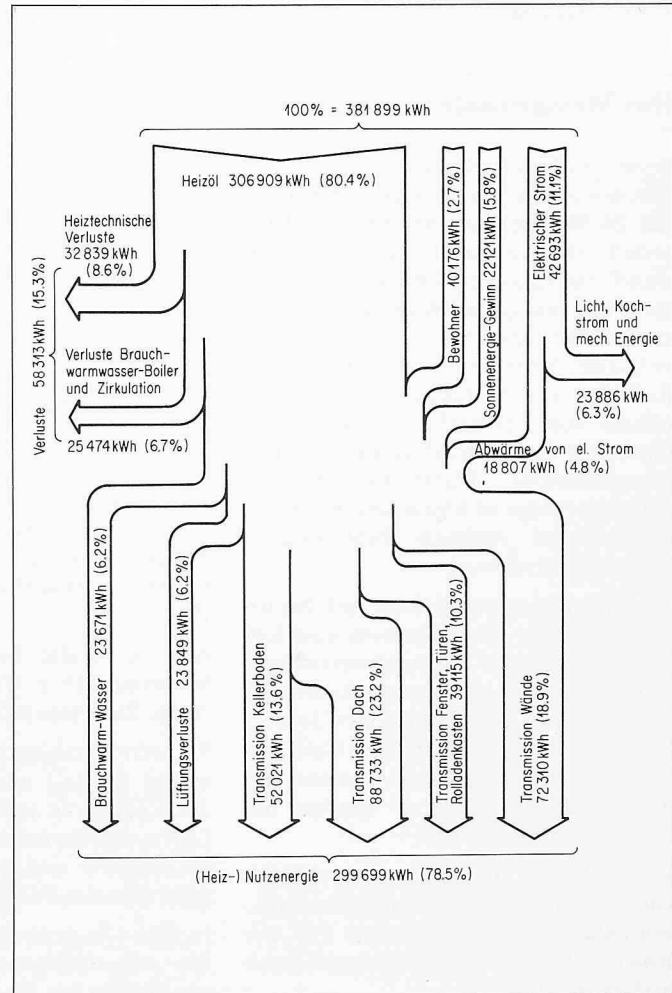 100% = 381 899 kWh
Heizöl 306 909 kWh (80.4%)
Bewohner 10 176 kWh (2.7%)
Sonnenenergie-Gewinn 22 121 kWh (5.8%)
Elektrischer Strom
42 693 kWh (11.1%)
Heiztechnische
Verluste
32 839 kWh
(8.6%)
Verluste
58 313 kWh (15.3%)
Verluste Brauch-
warmwasser-Boiler
und Zirkulation
25 474 kWh (6.7%)
Licht, Koch-
strom und
mech. Energie
23 886 kWh
(6.3%)
Abwärme von el. Strom
18 807 kWh (4.8%)
Brauchwarm-Wasser 23 671 kWh (6.2%)
Lüftungsverluste 23 849 kWh (6.2%)
Transmission Kellerboden
52 021 kWh (13.6%)
Transmission Dach
88 733 kWh (23.2%)
Transmission Fenster, Türen,
Rolladenkasten 39 115 kWh (10.3%)
Transmission Wände
72 310 kWh (18.9%)
(Heiz-) Nutzenergie 299 699 kWh (78.5%)